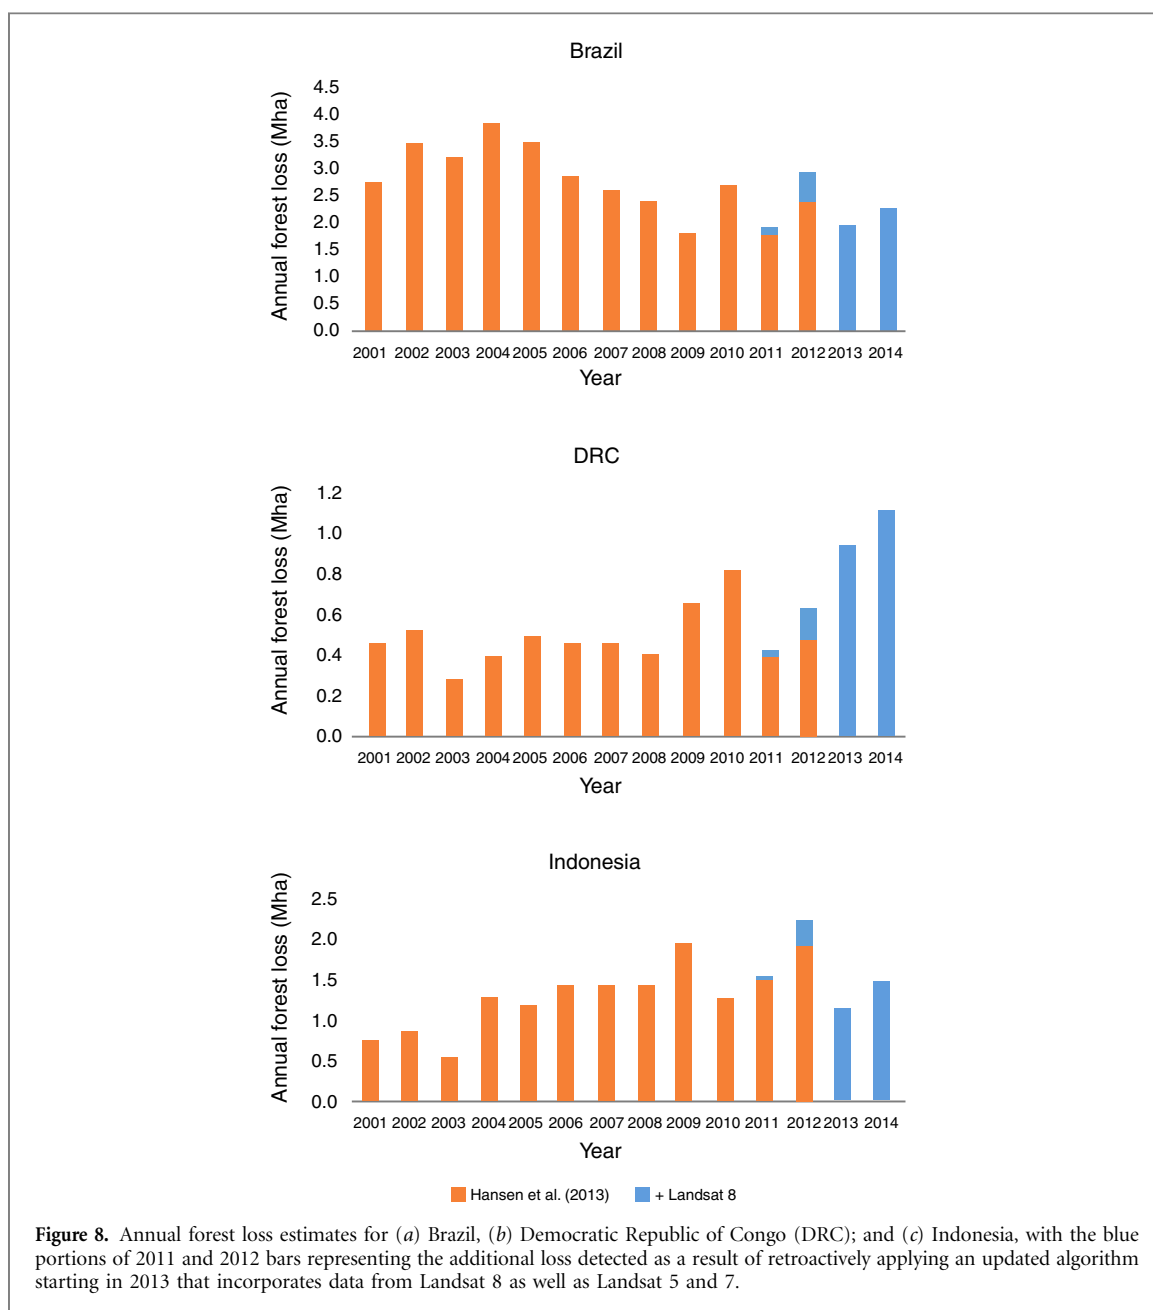 Brazil
Annual forest loss (Mha)
4.5
4.0
3.5
3.0
2.5
2.0
1.5
1.0
0.5
0.0
2001 2002 2003 2004 2005 2006 2007 2008 2009 2010 2011 2012 2013 2014
Year
DRC
Annual forest loss (Mha)
1.2
1.0
0.8
0.6
0.4
0.2
0.0
2001 2002 2003 2004 2005 2006 2007 2008 2009 2010 2011 2012 2013 2014
Year
Indonesia
Annual forest loss (Mha)
2.5
2.0
1.5
1.0
0.5
0.0
2001 2002 2003 2004 2005 2006 2007 2008 2009 2010 2011 2012 2013 2014
Year
Hansen et al. (2013) + Landsat 8
Figure 8. Annual forest loss estimates for (a) Brazil, (b) Democratic Republic of Congo (DRC); and (c) Indonesia, with the blue
portions of 2011 and 2012 bars representing the additional loss detected as a result of retroactively applying an updated algorithm
starting in 2013 that incorporates data from Landsat 8 as well as Landsat 5 and 7.